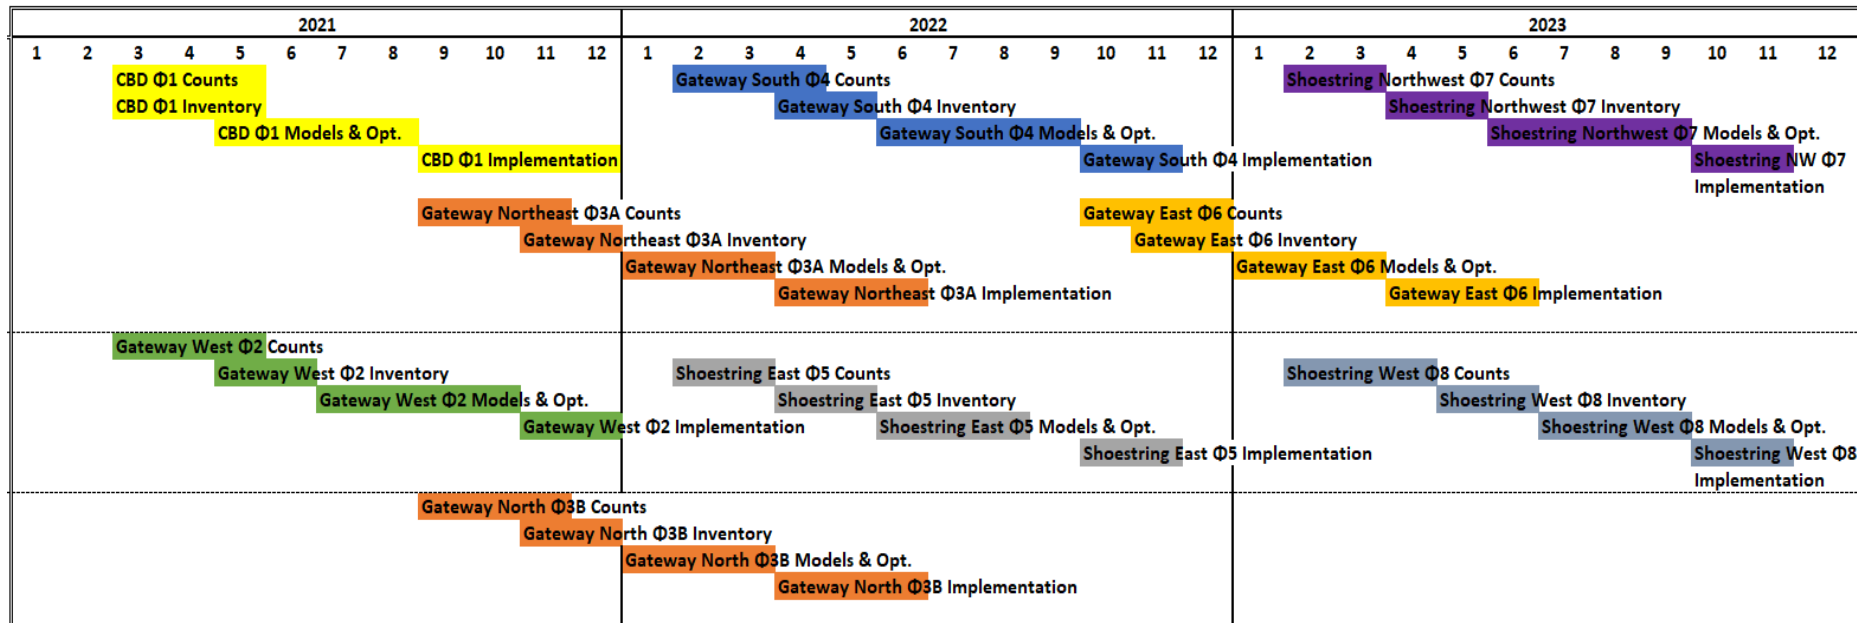 2021 2022 2023
1 2 3 4 5 6 7 8 9 10 11 12 1 2 3 4 5 6 7 8 9 10 11 12 1 2 3 4 5 6 7 8 9 10 11 12
CBD Φ1 Counts Gateway South Φ4 Counts Shoestring Northwest Φ7 Counts
CBD Φ1 Inventory Gateway South Φ4 Inventory Shoestring Northwest Φ7 Inventory
CBD Φ1 Models & Opt. Gateway South Φ4 Models & Opt. Shoestring Northwest Φ7 Models & Opt.
CBD Φ1 Implementation Gateway South Φ4 Implementation Shoestring NW Φ7
Implementation
Gateway Northeast Φ3A Counts Gateway East Φ6 Counts
Gateway Northeast Φ3A Inventory Gateway East Φ6 Inventory
Gateway Northeast Φ3A Models & Opt. Gateway East Φ6 Models & Opt.
Gateway Northeast Φ3A Implementation Gateway East Φ6 Implementation
Gateway West Φ2 Counts
Gateway West Φ2 Inventory Shoestring East Φ5 Counts Shoestring West Φ8 Counts
Gateway West Φ2 Models & Opt. Shoestring East Φ5 Inventory Shoestring West Φ8 Inventory
Gateway West Φ2 Implementation Shoestring East Φ5 Models & Opt. Shoestring West Φ8 Models & Opt.
Shoestring East Φ5 Implementation Shoestring West Φ8
Implementation
Gateway North Φ3B Counts
Gateway North Φ3B Inventory
Gateway North Φ3B Models & Opt.
Gateway North Φ3B Implementation